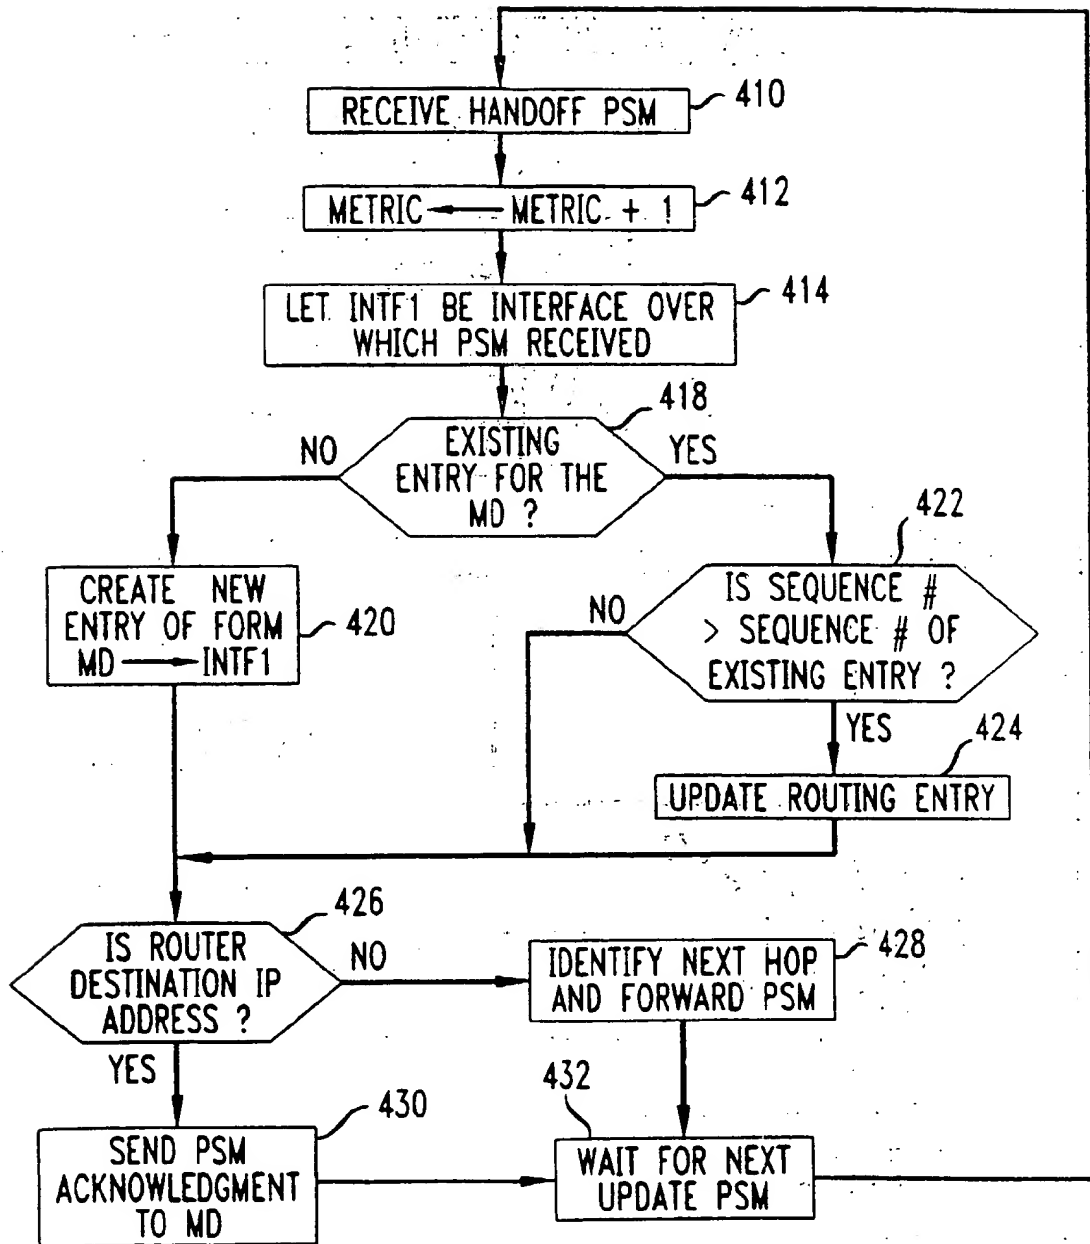 RECEIVE HANDOFF PSM
410
METRIC ← METRIC + 1
412
LET INTF1 BE INTERFACE OVER
WHICH PSM RECEIVED
414
418
NO
EXISTING
ENTRY FOR THE
MD ?
YES
422
CREATE NEW
ENTRY OF FORM
MD → INTF1
420
NO
IS SEQUENCE #
> SEQUENCE # OF
EXISTING ENTRY ?
YES
424
UPDATE ROUTING ENTRY
426
IS ROUTER
DESTINATION IP
ADDRESS ?
NO
IDENTIFY NEXT HOP
AND FORWARD PSM
428
YES
432
430
SEND PSM
ACKNOWLEDGMENT
TO MD
WAIT FOR NEXT
UPDATE PSM